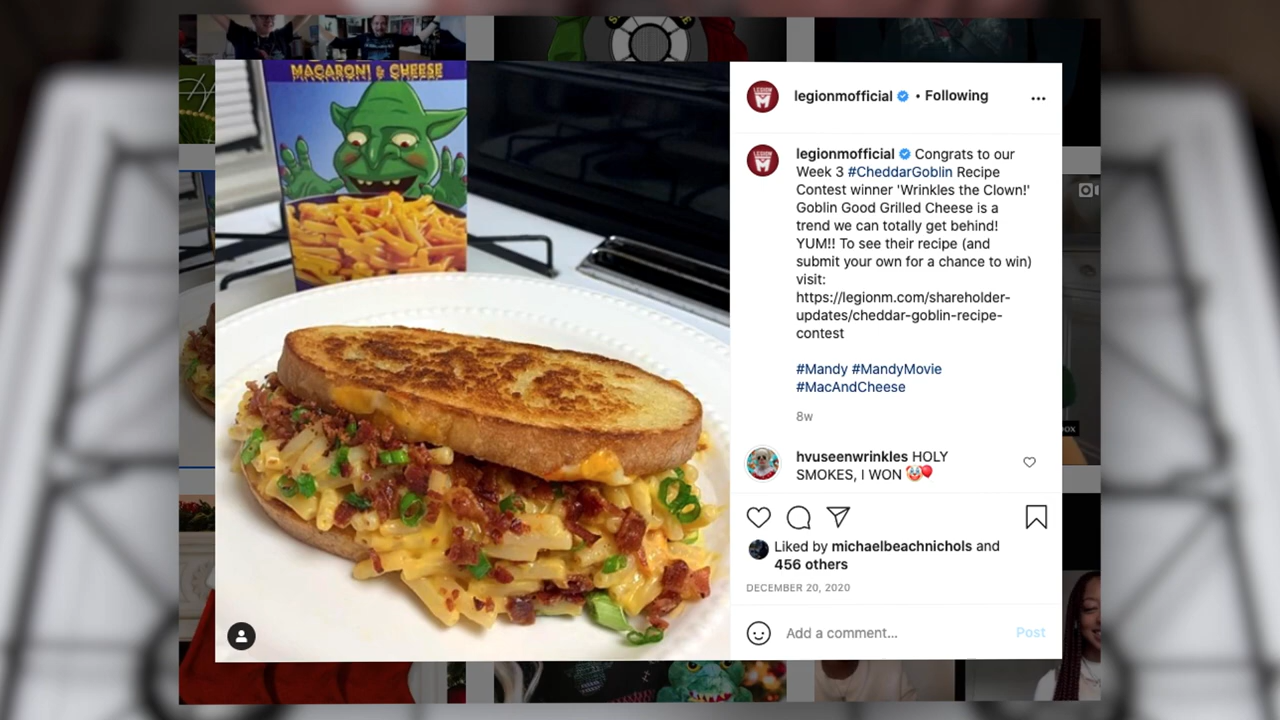 MACARONI & CHEESE
legionmofficial • Following
legionmofficial Congrats to our
Week 3 #CheddarGoblin Recipe
Contest winner 'Wrinkles the Clown!'
Goblin Good Grilled Cheese is a
trend we can totally get behind!
YUM!! To see their recipe (and
submit your own for a chance to win)
visit:
https://legionm.com/shareholder-
updates/cheddar-goblin-recipe-
contest
#Mandy #MandyMovie
#MacAndCheese
8w
hvuseenwrinkles HOLY
SMOKES, I WON 🤡🎈
Liked by michaelbeachnichols and
456 others
DECEMBER 20, 2020
Add a comment...
Post